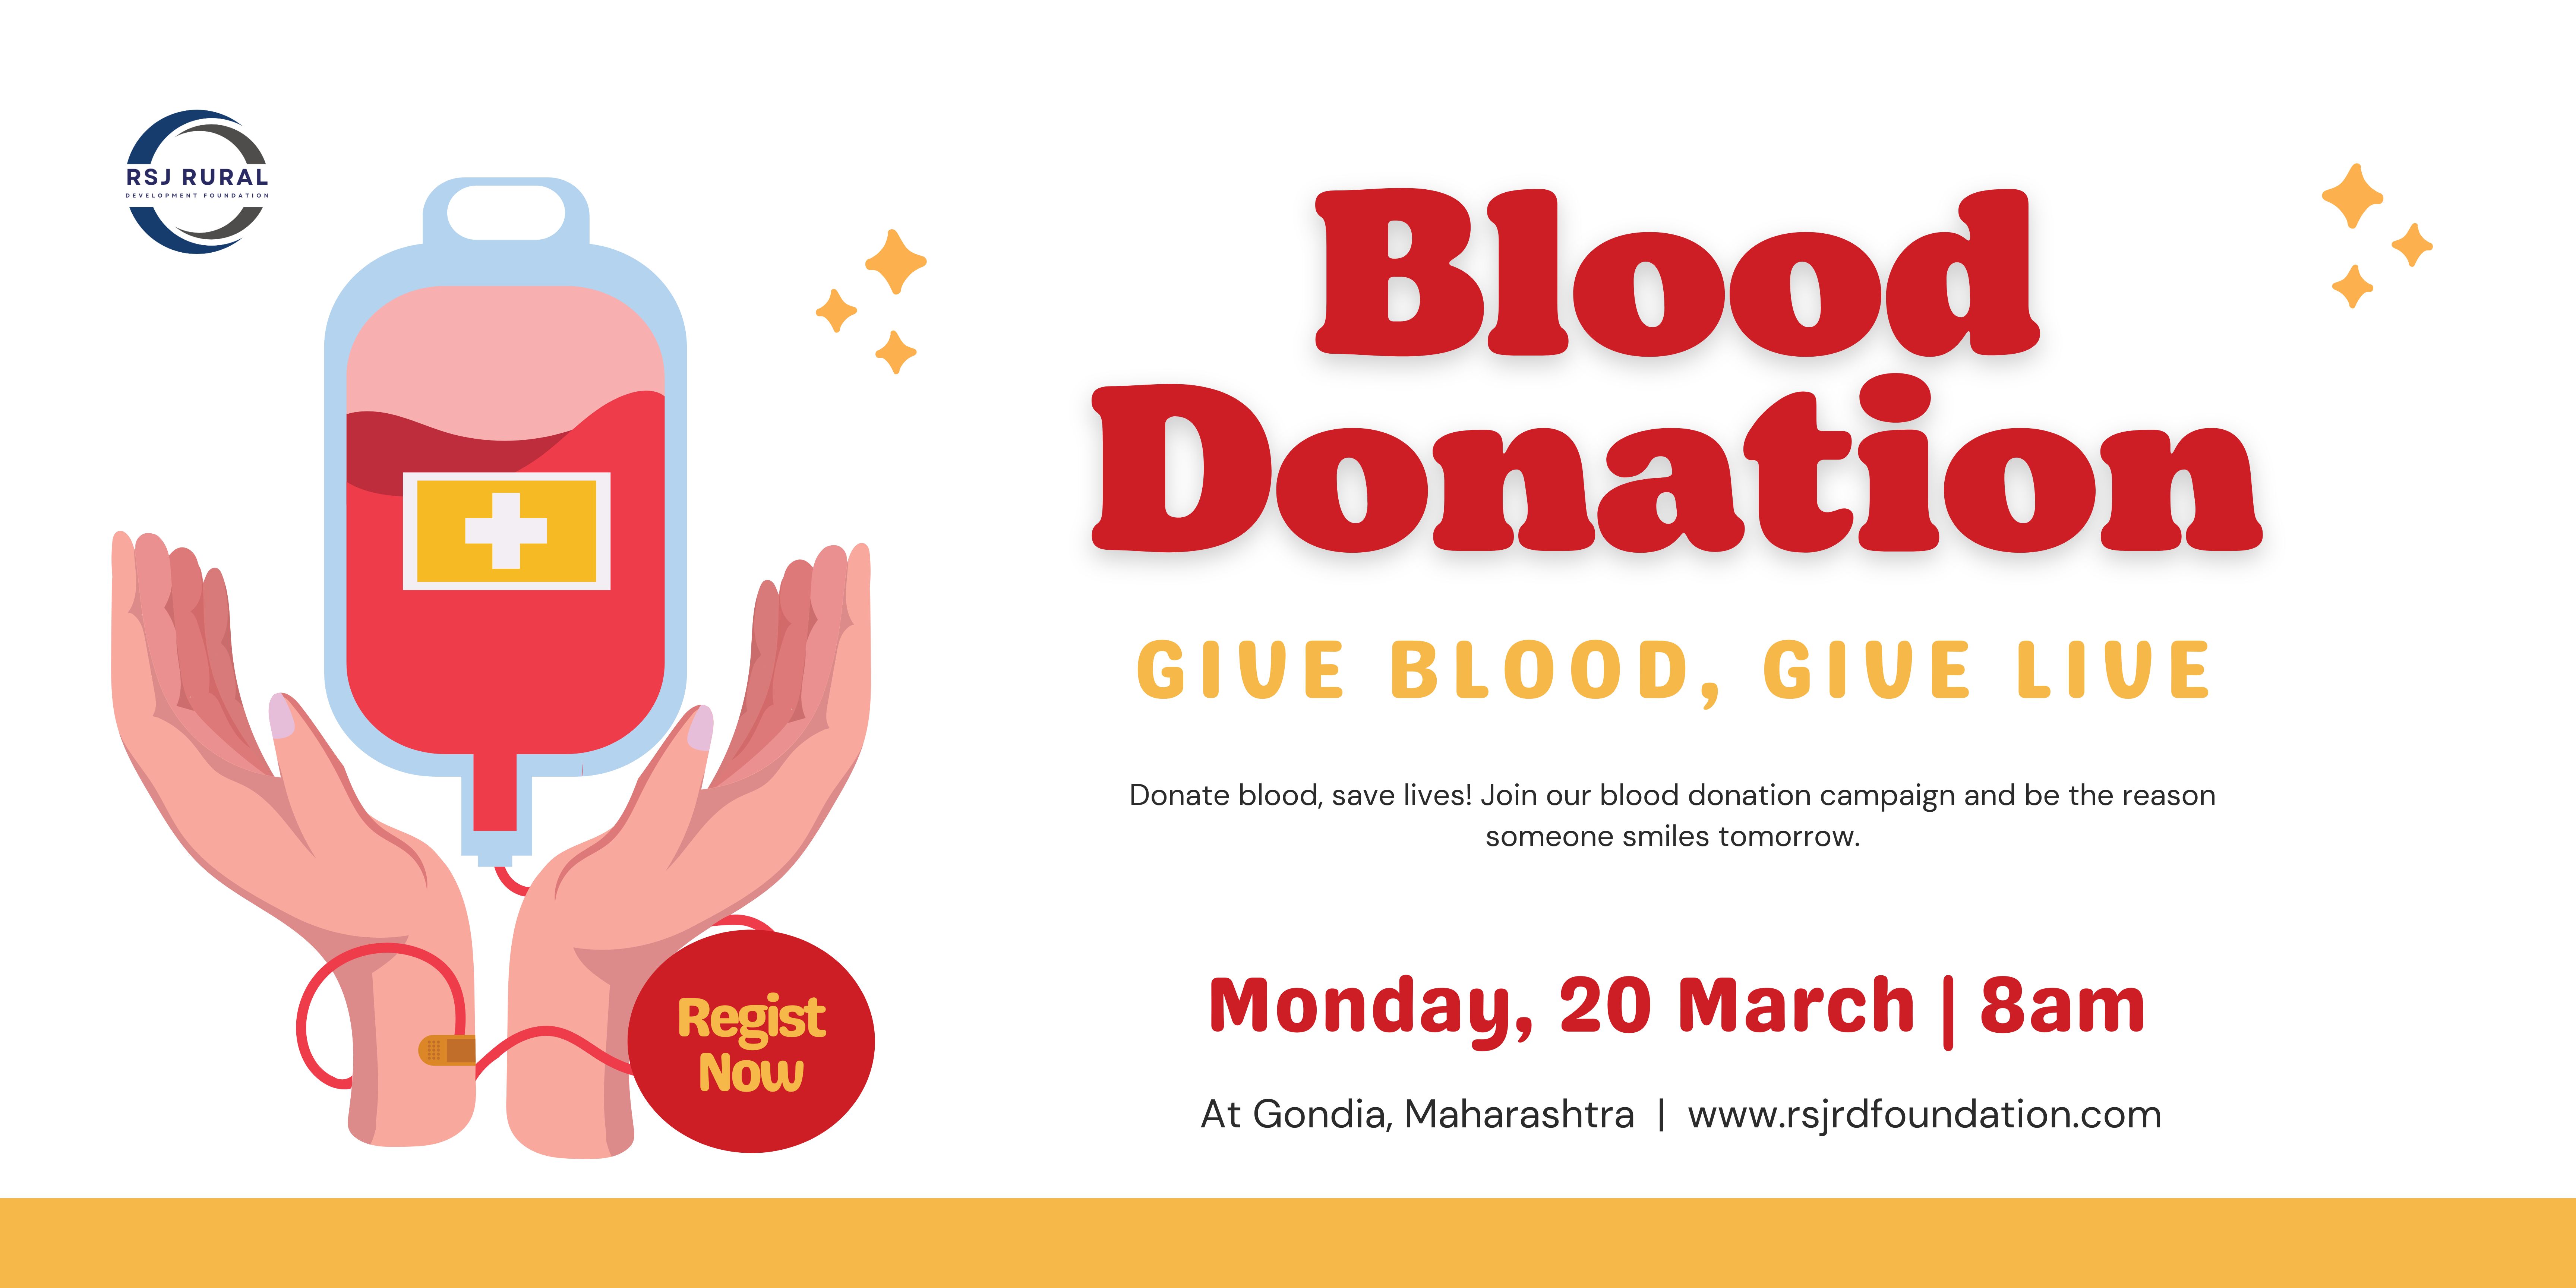 RSJ RURAL
DEVELOPMENT FOUNDATION
Blood
Donation
GIVE BLOOD, GIVE LIVE
Donate blood, save lives! Join our blood donation campaign and be the reason
someone smiles tomorrow.
Monday, 20 March | 8am
At Gondia, Maharashtra | www.rsjrdfoundation.com
Regist
Now